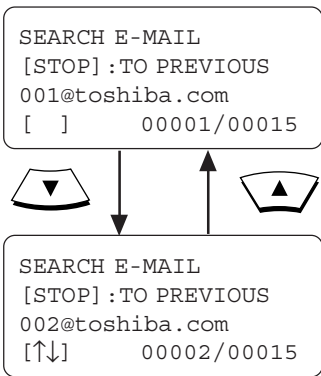 SEARCH E-MAIL
[STOP]:TO PREVIOUS
001@toshiba.com
[  ]     00001/00015
▼ ▲
SEARCH E-MAIL
[STOP]:TO PREVIOUS
002@toshiba.com
[↑↓]     00002/00015